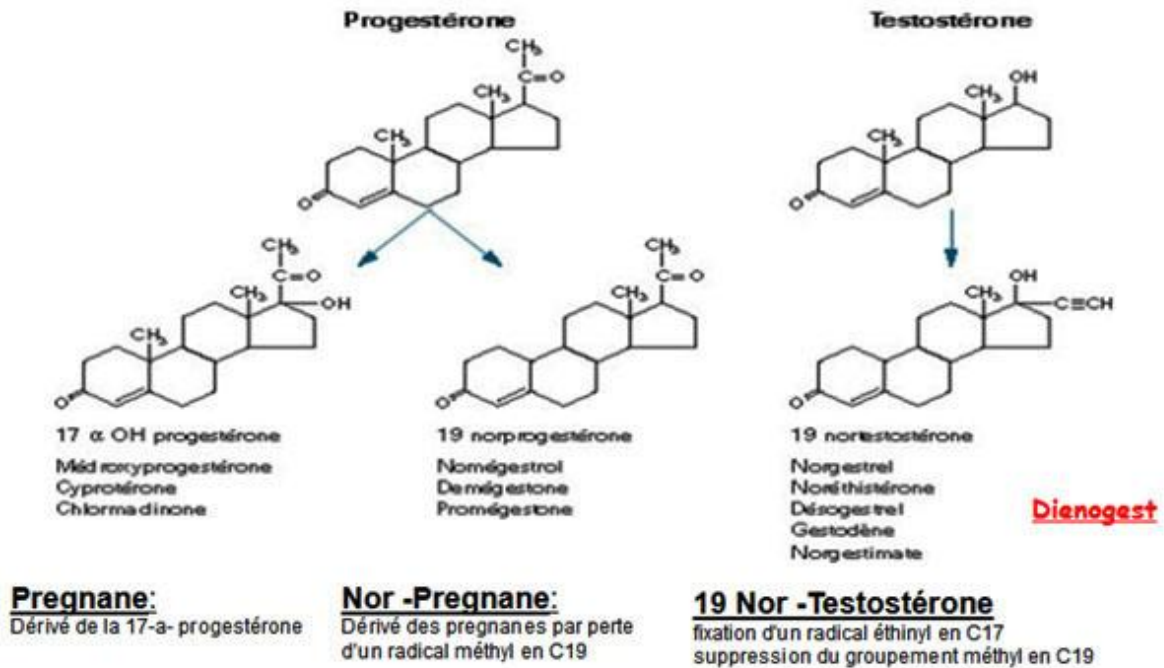 Progestérone
Testostérone
CH₃
C=O
CH₃
CH₃
O
OH
CH₃
CH₃
O
CH₃
C=O
CH₃
OH
CH₃
O
CH₃
C=O
CH₃
O
OH
CH₃
C≡CH
O
17 α OH progestérone
Médroxyprogestérone
Cyprotérone
Chlormadinone
19 norprogestérone
Nomégestrol
Demégestone
Promégestone
19 nortestostérone
Norgestrel
Noréthistérone
Désogestrel
Gestodène
Norgestimate
Dienogest
Pregnane:
Dérivé de la 17-a- progestérone
Nor -Pregnane:
Dérivé des pregnanes par perte
d'un radical méthyl en C19
19 Nor -Testostérone
fixation d'un radical éthinyl en C17
suppression du groupement méthyl en C19